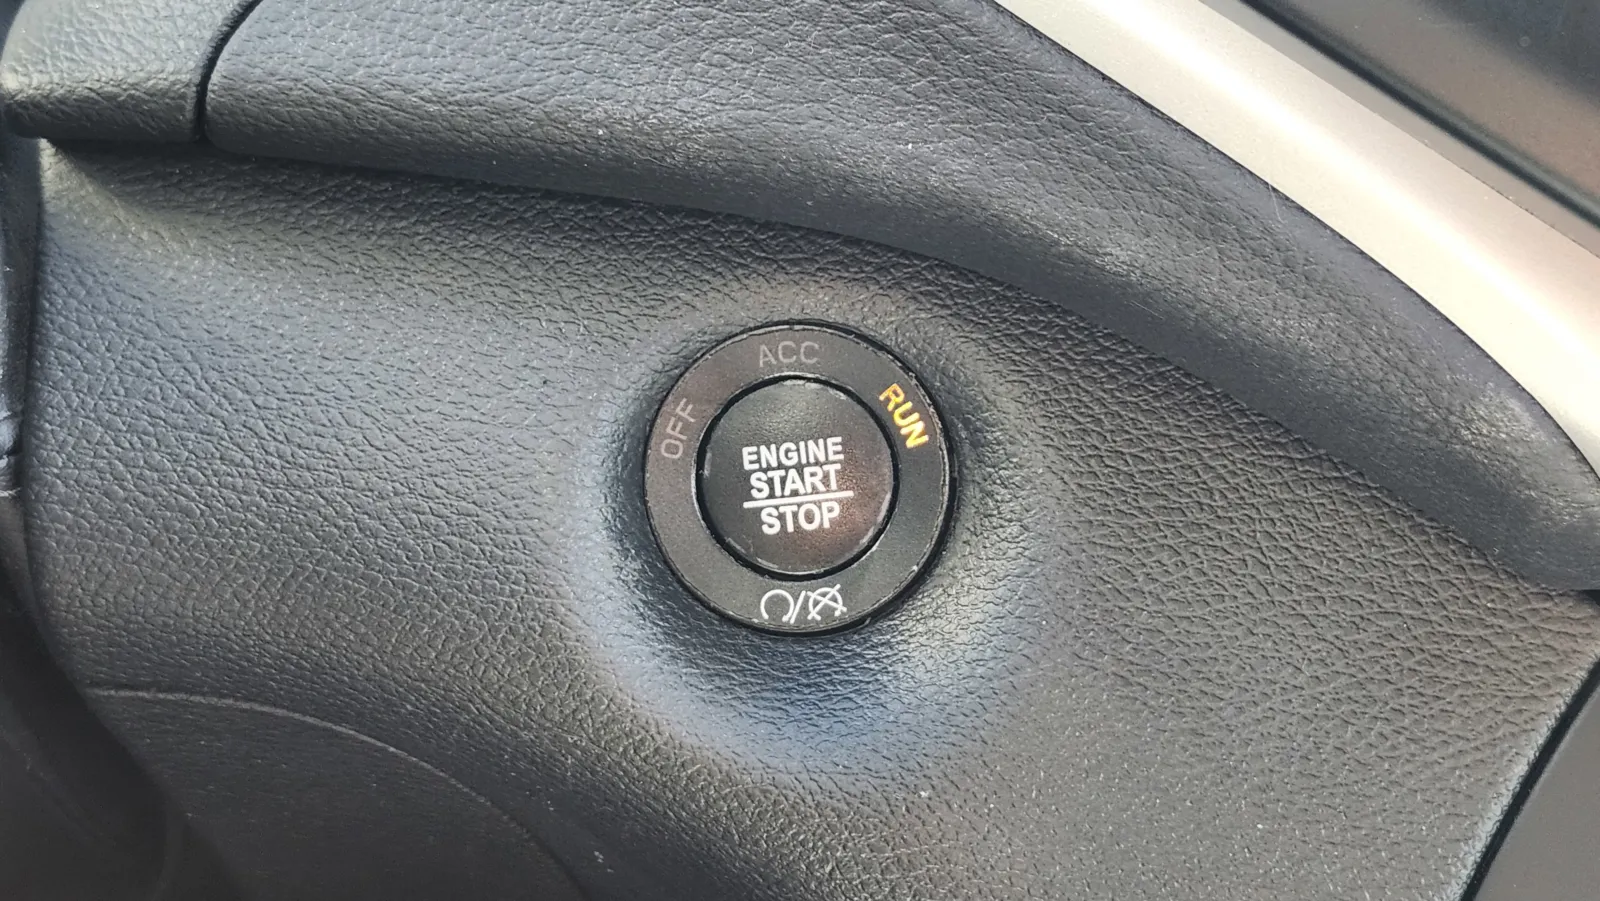 ACC
OFF
RUN
ENGINE
START
STOP